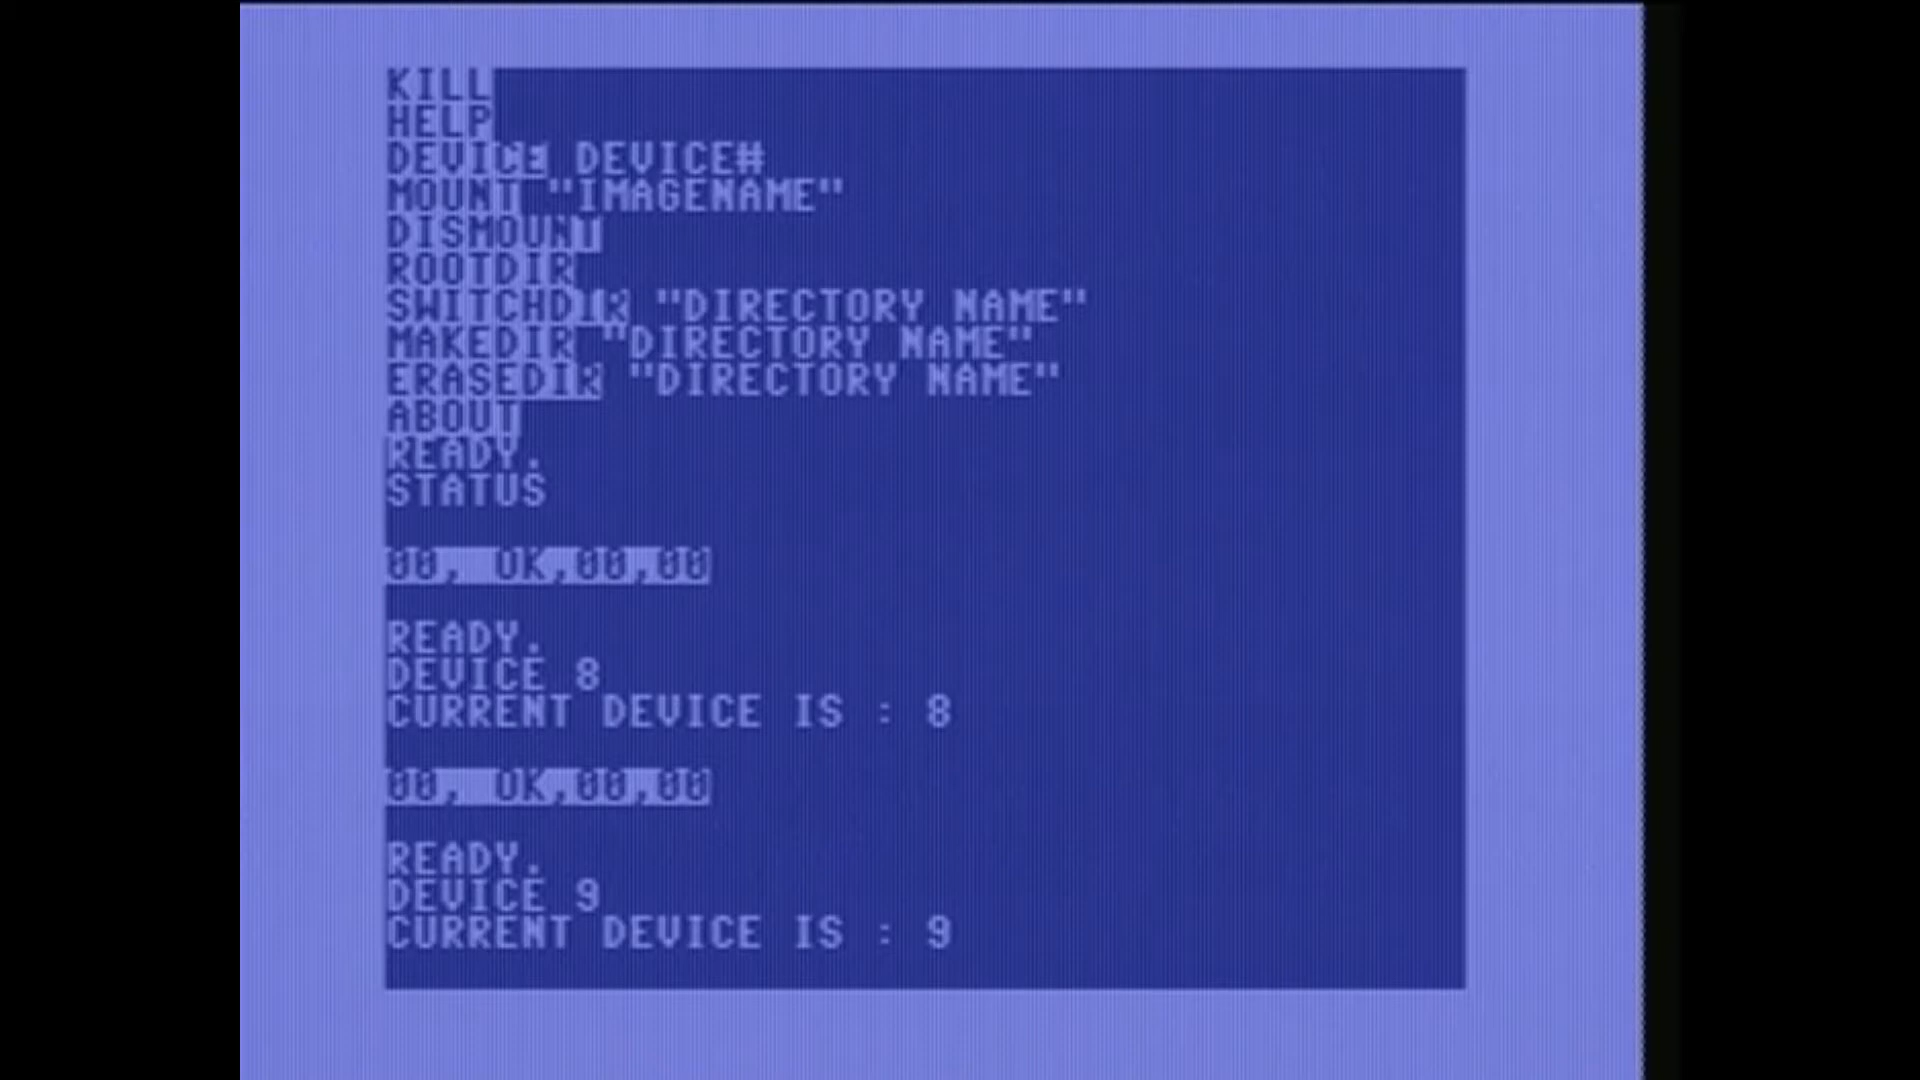 KILL
HELP
DEVICE DEVICE#
MOUNT "IMAGENAME"
DISMOUNT
ROOTDIR
SWITCHDIR "DIRECTORY NAME"
MAKEDIR "DIRECTORY NAME"
ERASEDIR "DIRECTORY NAME"
ABOUT
READY.
STATUS
00, OK,00,00
READY.
DEVICE 8
CURRENT DEVICE IS : 8
00, OK,00,00
READY.
DEVICE 9
CURRENT DEVICE IS : 9